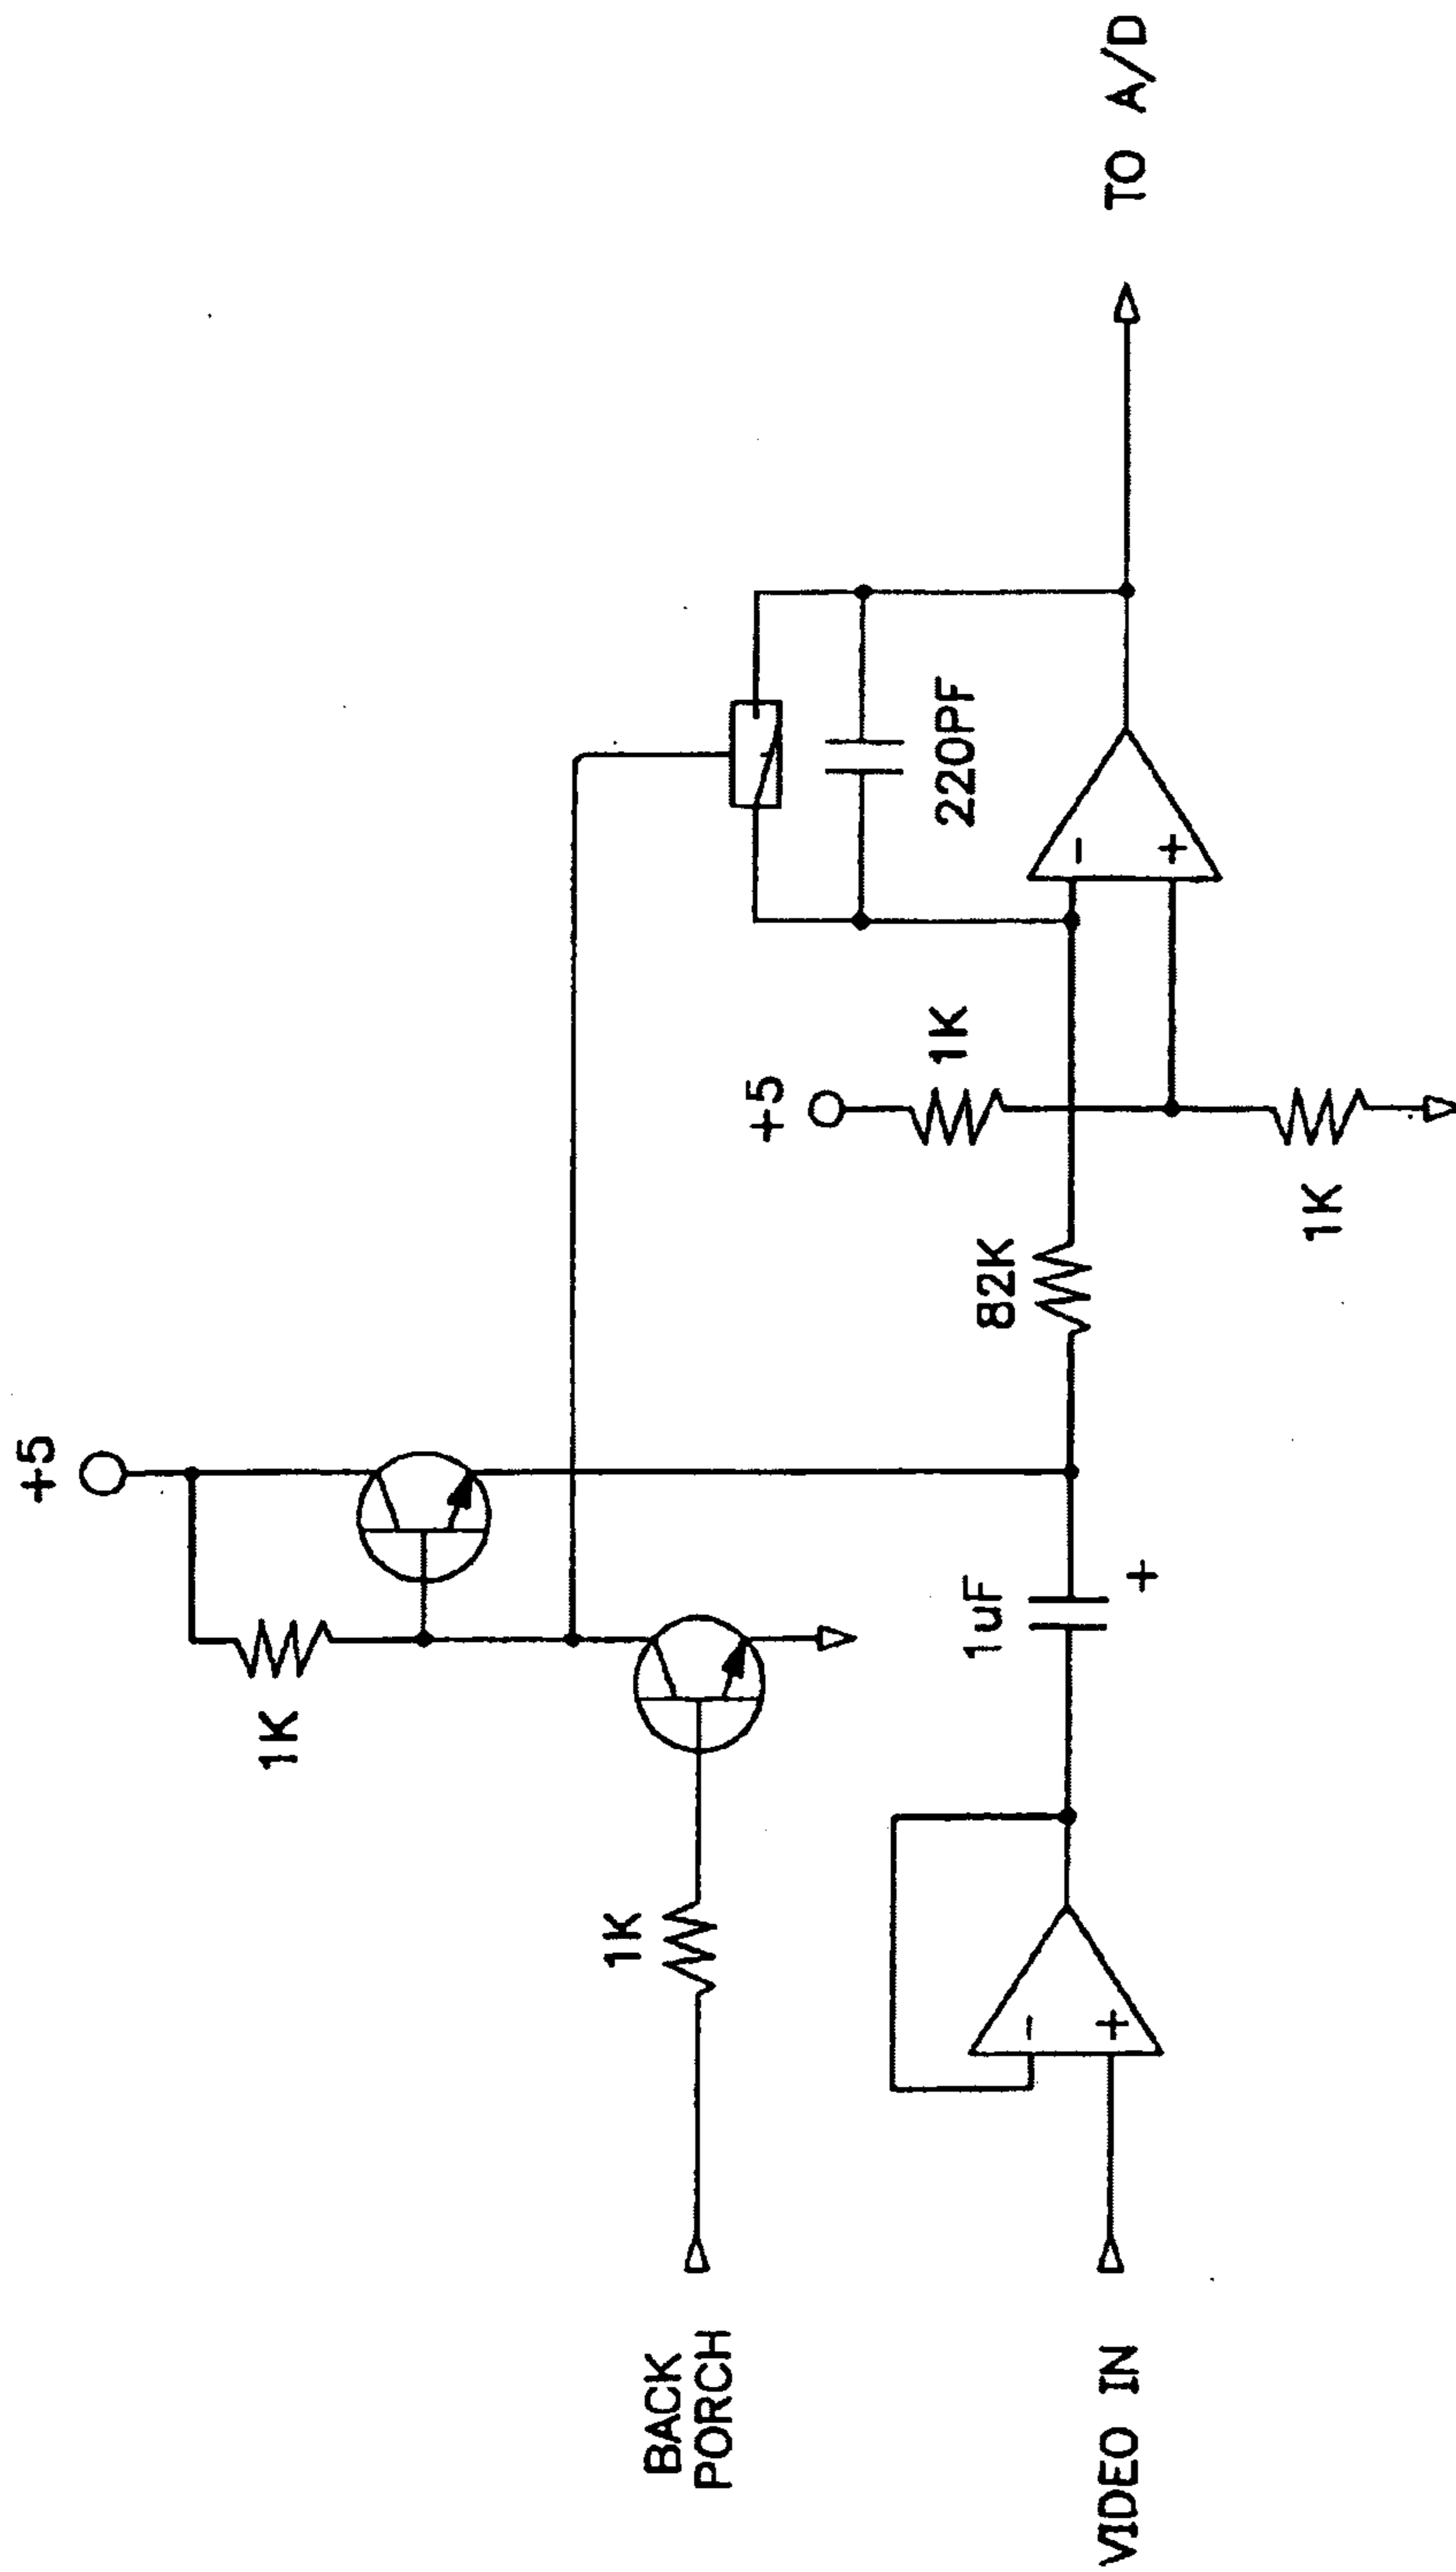 +5
1K
1K
BACK
PORCH
VIDEO IN
-
+
1uF
+
82K
+5
1K
1K
-
+
220PF
TO A/D